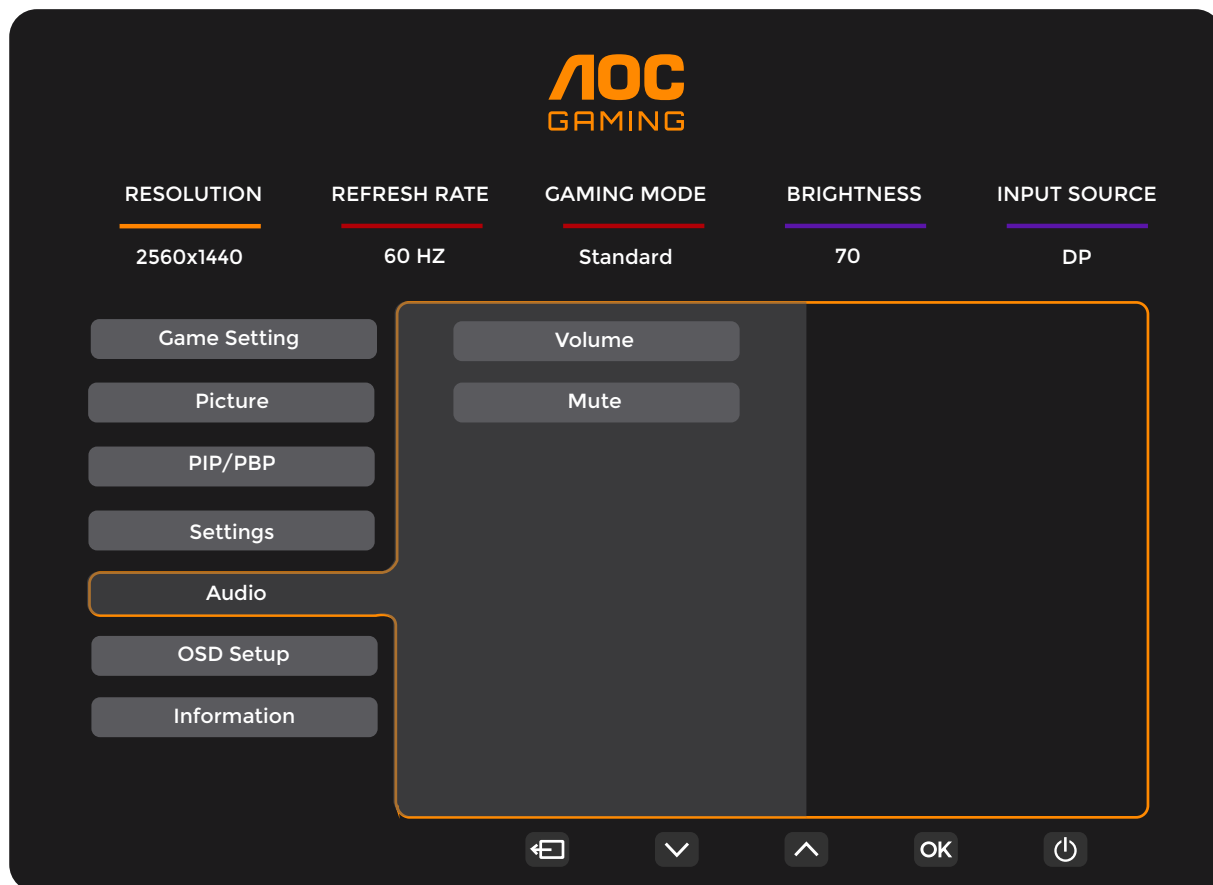 AOC
GAMING
RESOLUTION REFRESH RATE GAMING MODE BRIGHTNESS INPUT SOURCE
2560x1440 60 HZ Standard 70 DP
Game Setting
Picture
PIP/PBP
Settings
Audio
OSD Setup
Information
Volume
Mute
OK